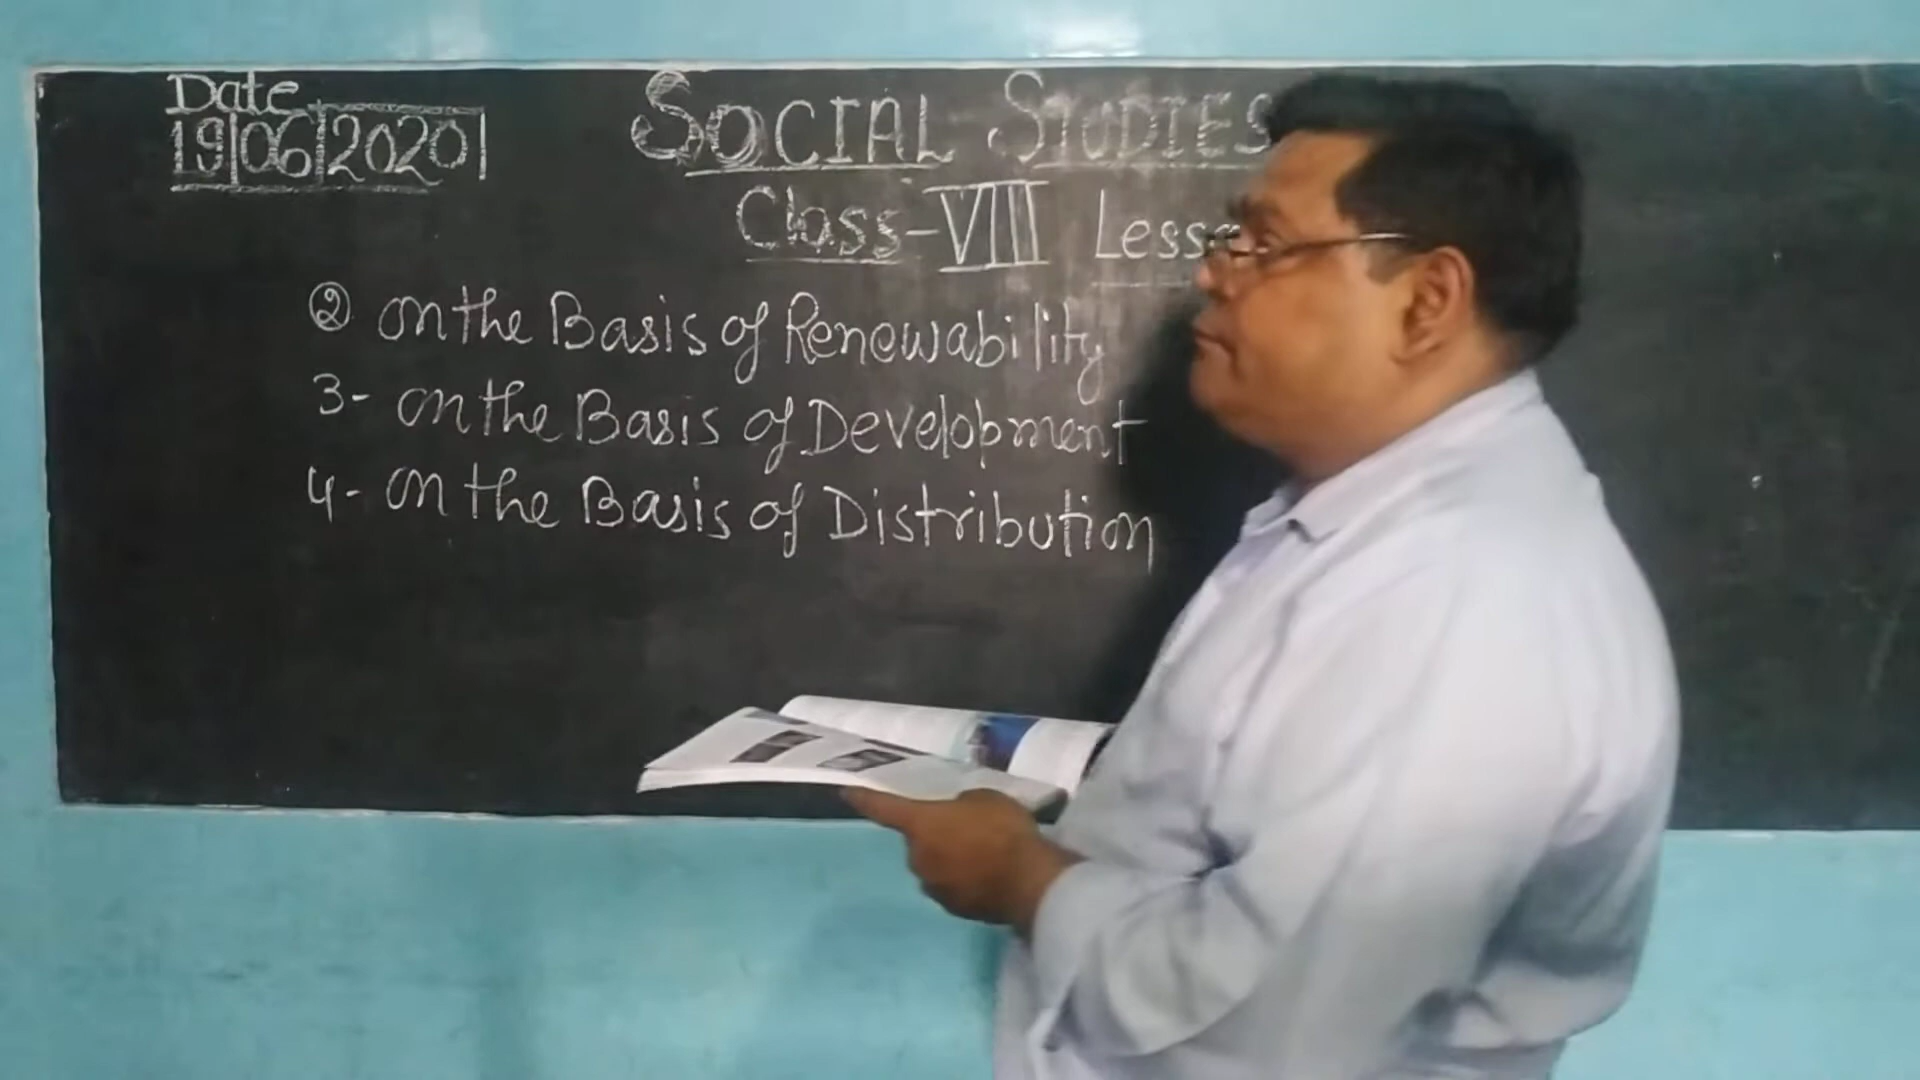 Date
19|06|2020|
SOCIAL STUDIES
Class-VIII
② on the Basis of Renewability
3- on the Basis of Development
4- on the Basis of Distribution